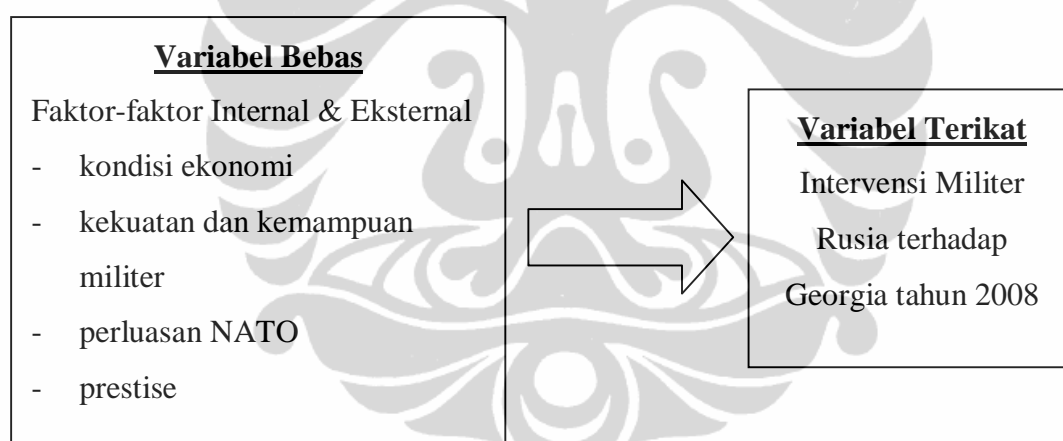 Variabel Bebas
Faktor-faktor Internal & Eksternal
- kondisi ekonomi
- kekuatan dan kemampuan
militer
- perluasan NATO
- prestise
Variabel Terikat
Intervensi Militer
Rusia terhadap
Georgia tahun 2008